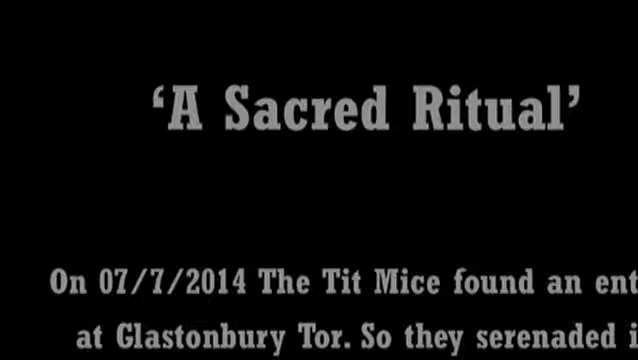 ‘A Sacred Ritual’
On 07/7/2014 The Tit Mice found an
at Glastonbury Tor. So they serenaded